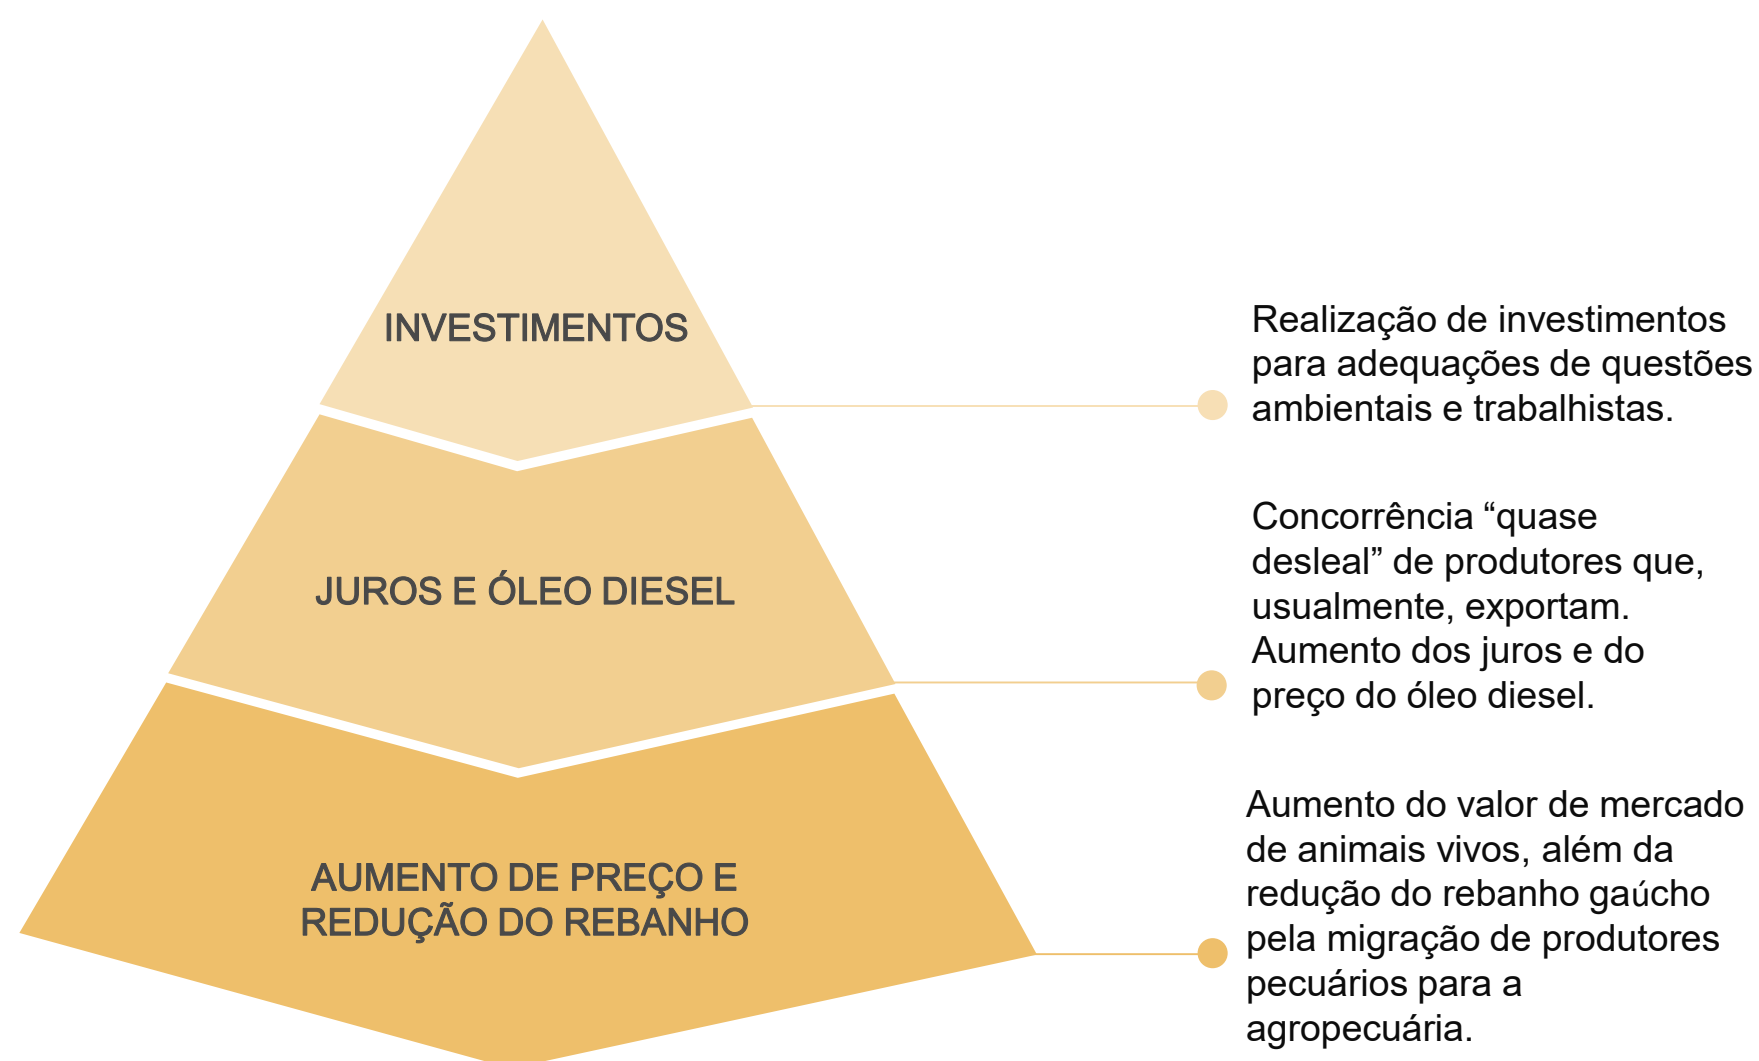 INVESTIMENTOS
Realização de investimentos
para adequações de questões
ambientais e trabalhistas.
JUROS E ÓLEO DIESEL
Concorrência “quase
desleal” de produtores que,
usualmente, exportam.
Aumento dos juros e do
preço do óleo diesel.
AUMENTO DE PREÇO E
REDUÇÃO DO REBANHO
Aumento do valor de mercado
de animais vivos, além da
redução do rebanho gaúcho
pela migração de produtores
pecuários para a
agropecuária.